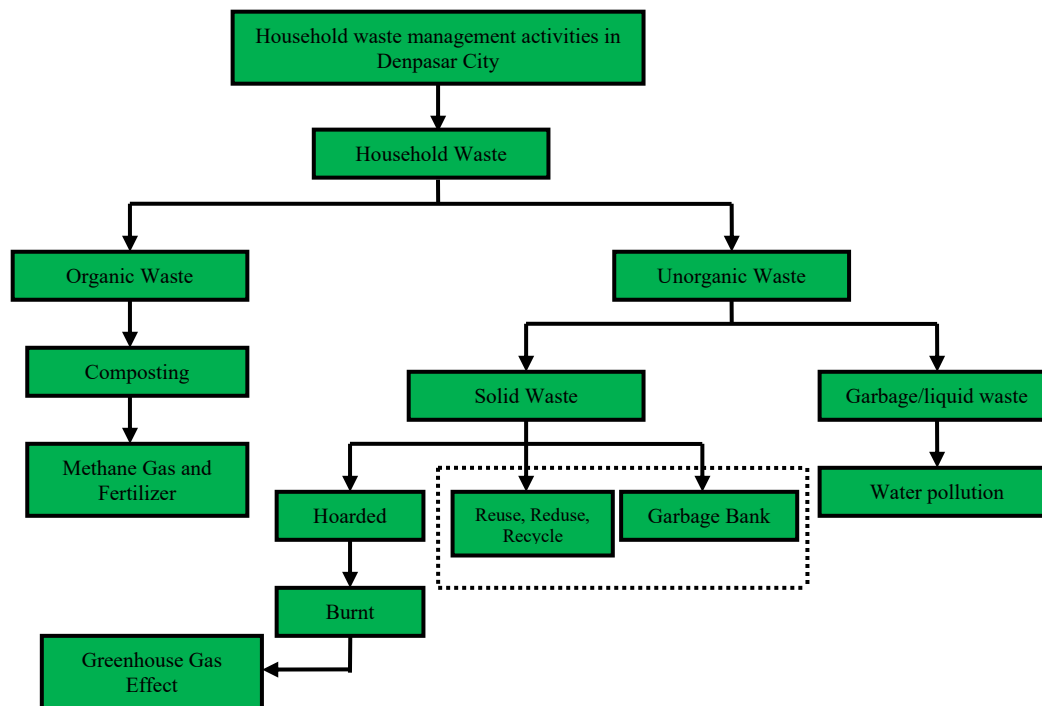 Household waste management activities in
Denpasar City
Household Waste
Organic Waste
Unorganic Waste
Composting
Solid Waste
Garbage/liquid waste
Methane Gas and
Fertilizer
Hoarded
Reuse, Reduse,
Recycle
Garbage Bank
Water pollution
Burnt
Greenhouse Gas
Effect